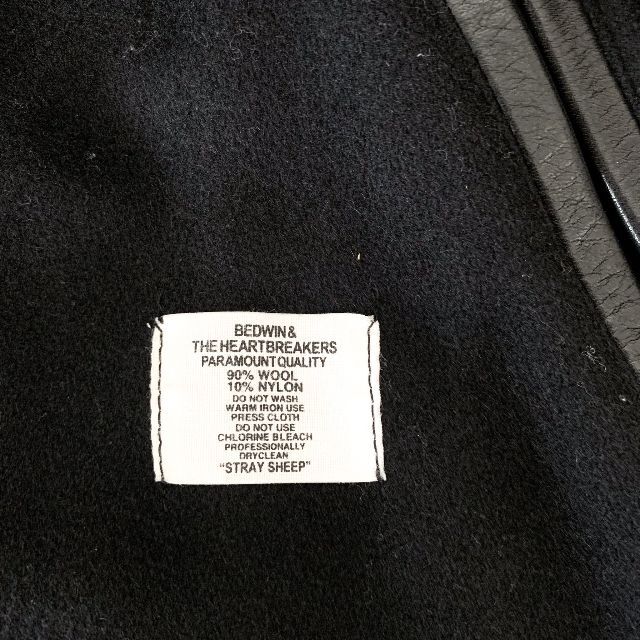 BEDWIN&
THE HEARTBREAKERS
PARAMOUNT QUALITY
90% WOOL
10% NYLON
DO NOT WASH
WARM IRON USE
PRESS CLOTH
DO NOT USE
CHLORINE BLEACH
PROFESSIONALLY
DRYCLEAN
"STRAY SHEEP"